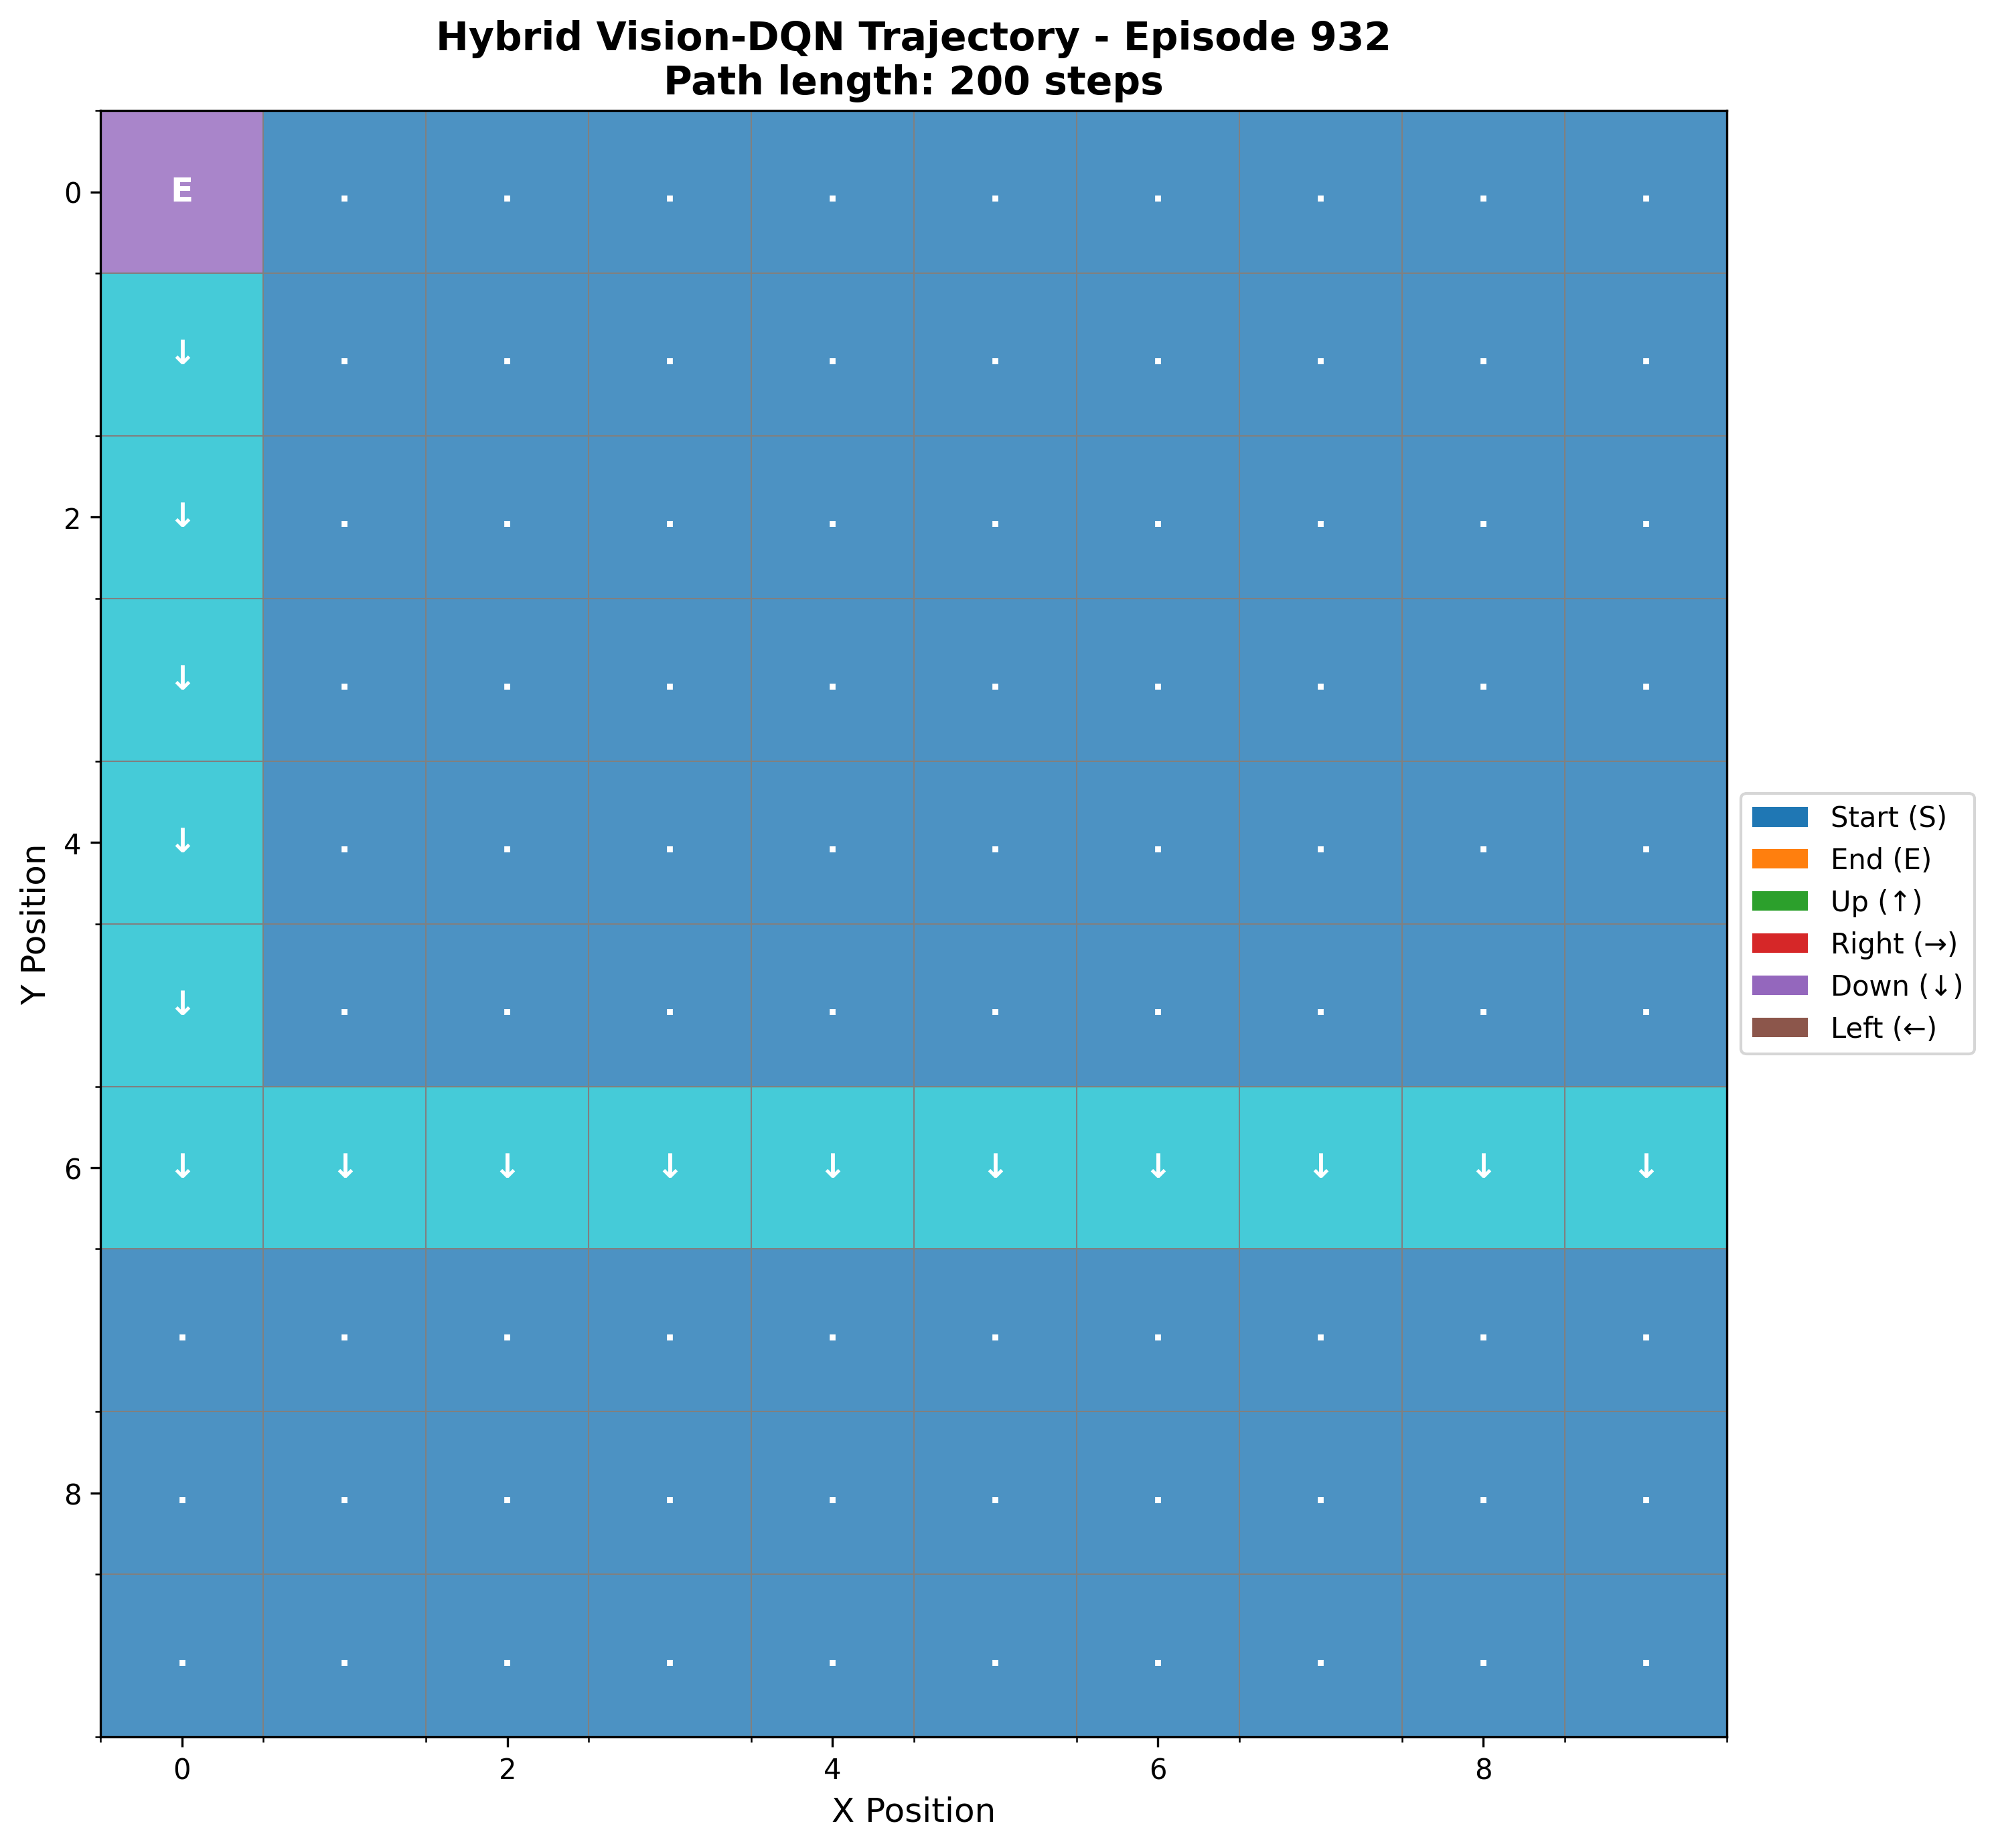 Hybrid Vision-DQN Trajectory - Episode 932
Path length: 200 steps
0 E . . . . . . . . .
↓ . . . . . . . . .
2 ↓ . . . . . . . . .
↓ . . . . . . . . .
4 ↓ . . . . . . . . .
↓ . . . . . . . . .
6 ↓ ↓ ↓ ↓ ↓ ↓ ↓ ↓ ↓ ↓
. . . . . . . . . .
8 . . . . . . . . . .
. . . . . . . . . .
0 2 4 6 8
X Position
Y Position
Start (S)
End (E)
Up (↑)
Right (→)
Down (↓)
Left (←)